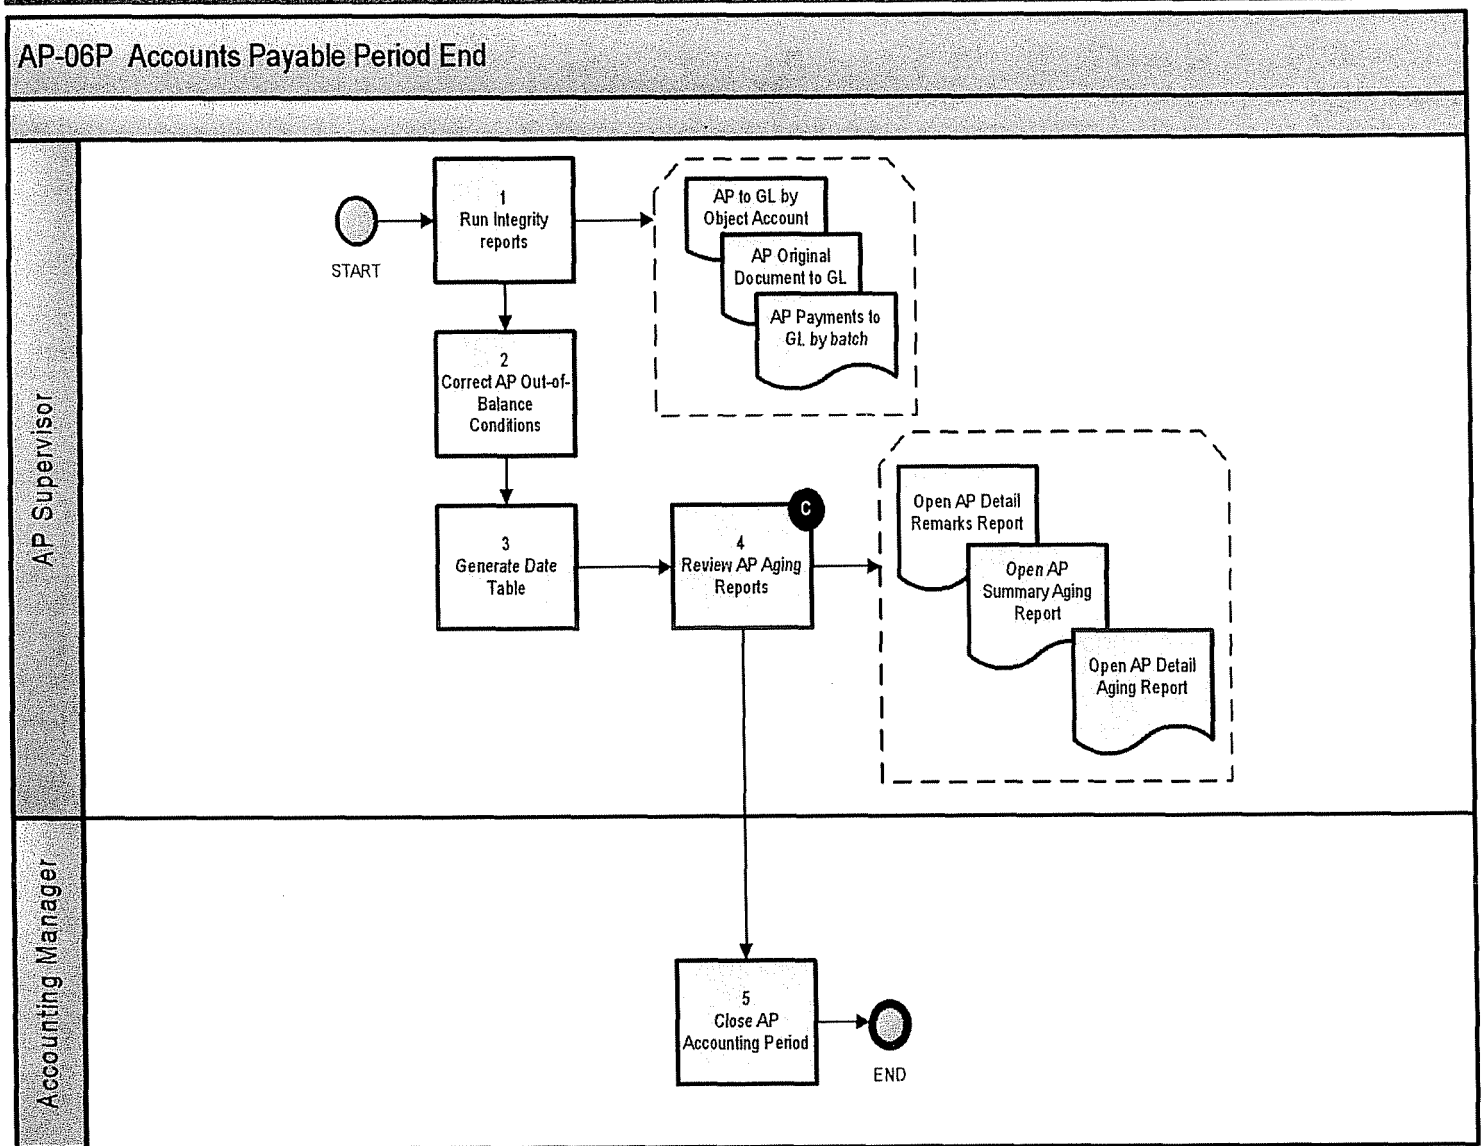 AP-06P Accounts Payable Period End
AP Supervisor
START
1
Run Integrity
reports
AP to GL by
Object Account
AP Original
Document to GL
AP Payments to
GL by batch
2
Correct AP Out-of-
Balance
Conditions
3
Generate Date
Table
C
4
Review AP Aging
Reports
Open AP Detail
Remarks Report
Open AP
Summary Aging
Report
Open AP Detail
Aging Report
Accounting Manager
5
Close AP
Accounting Period
END